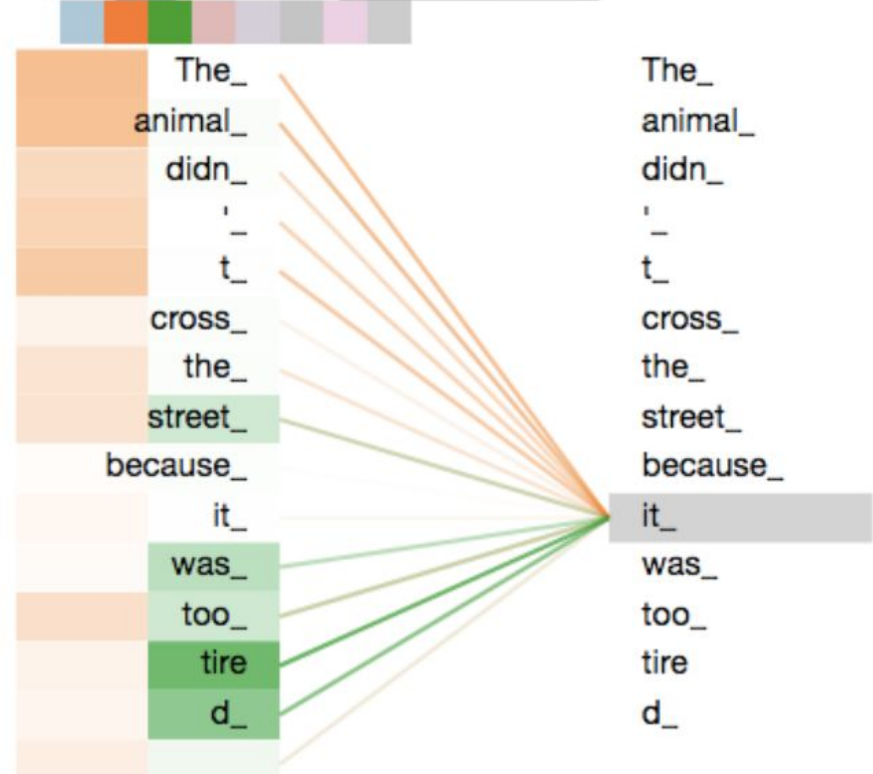 The_ The_
animal_ animal_
didn_ didn_
'_ '_
t_ t_
cross_ cross_
the_ the_
street_ street_
because_ because_
it_ it_
was_ was_
too_ too_
tire tire
d_ d_